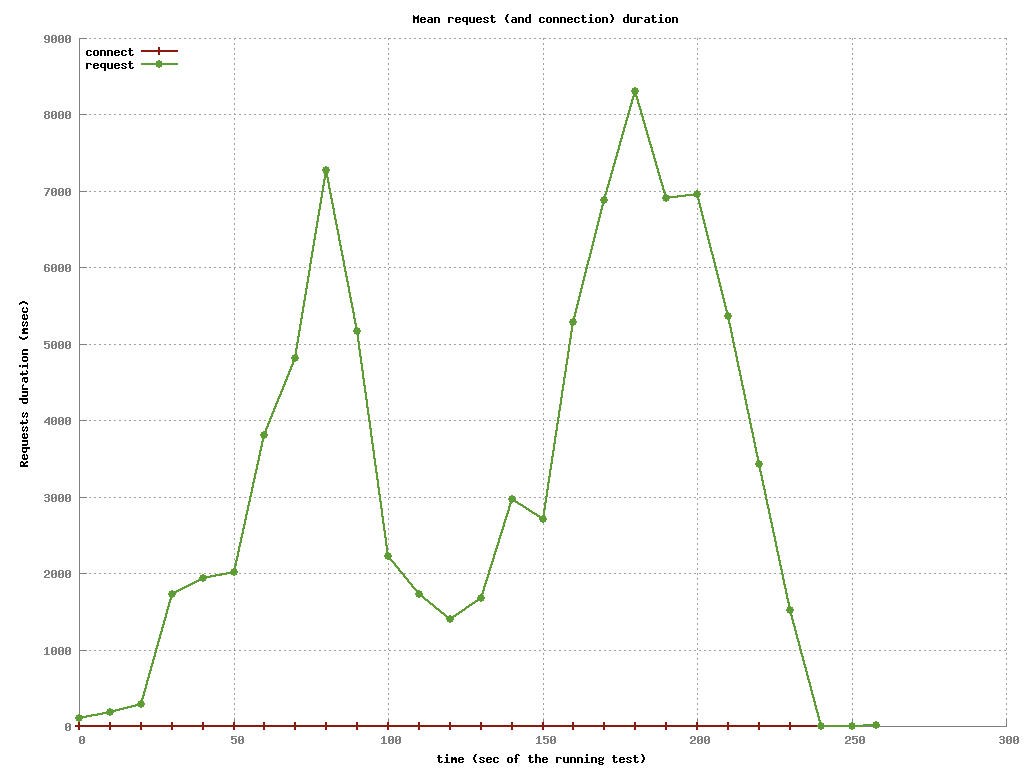 Mean request (and connection) duration
9000
connect
request
8000
7000
6000
5000
4000
3000
2000
1000
0
Requests duration (msec)
0 50 100 150 200 250 300
time (sec of the running test)